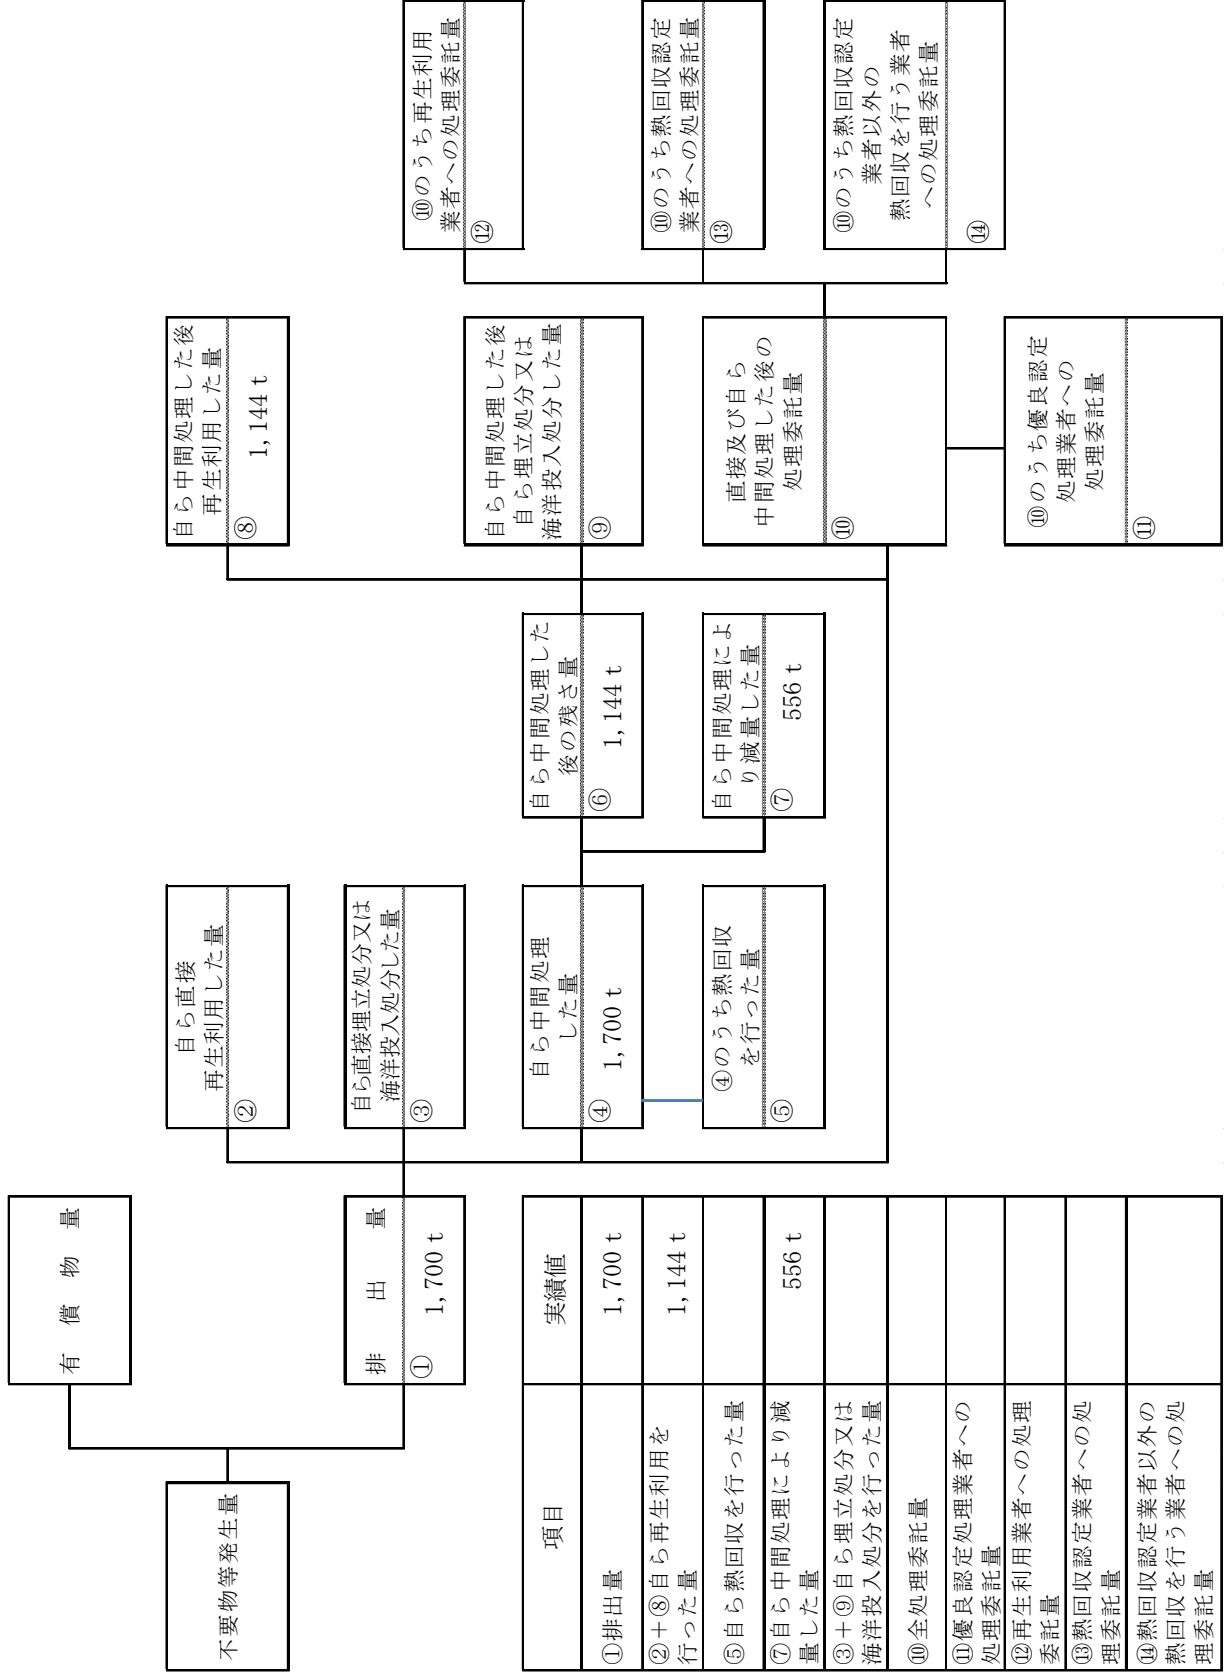 不要物等発生量
有償物量
排出量
①
1,700 t
自ら直接
再生利用した量
②
自ら直接埋立処分又は
海洋投入処分した量
③
自ら中間処理
した量
④
1,700 t
④のうち熱回収
を行った量
⑤
自ら中間処理した
後の残さ量
⑥
1,144 t
自ら中間処理によ
り減量した量
⑦
556 t
自ら中間処理した後
再生利用した量
⑧
1,144 t
自ら中間処理した後
自ら埋立処分又は
海洋投入処分した量
⑨
直接及び自ら
中間処理した後の
処理委託量
⑩
⑩のうち優良認定
処理業者への
処理委託量
⑪
⑩のうち再生利用
業者への処理委託量
⑫
⑩のうち熱回収認定
業者への処理委託量
⑬
⑩のうち熱回収認定
業者以外の
熱回収を行う業者
への処理委託量
⑭
項目
実績値
①排出量
1,700 t
②+⑧自ら再生利用を
行った量
1,144 t
⑤自ら熱回収を行った量
⑦自ら中間処理により減
量した量
556 t
③+⑨自ら埋立処分又は
海洋投入処分を行った量
⑩全処理委託量
⑪優良認定処理業者への
処理委託量
⑫再生利用業者への処理
委託量
⑬熱回収認定業者への処
理委託量
⑭熱回収認定業者以外の
熱回収を行う業者への処
理委託量